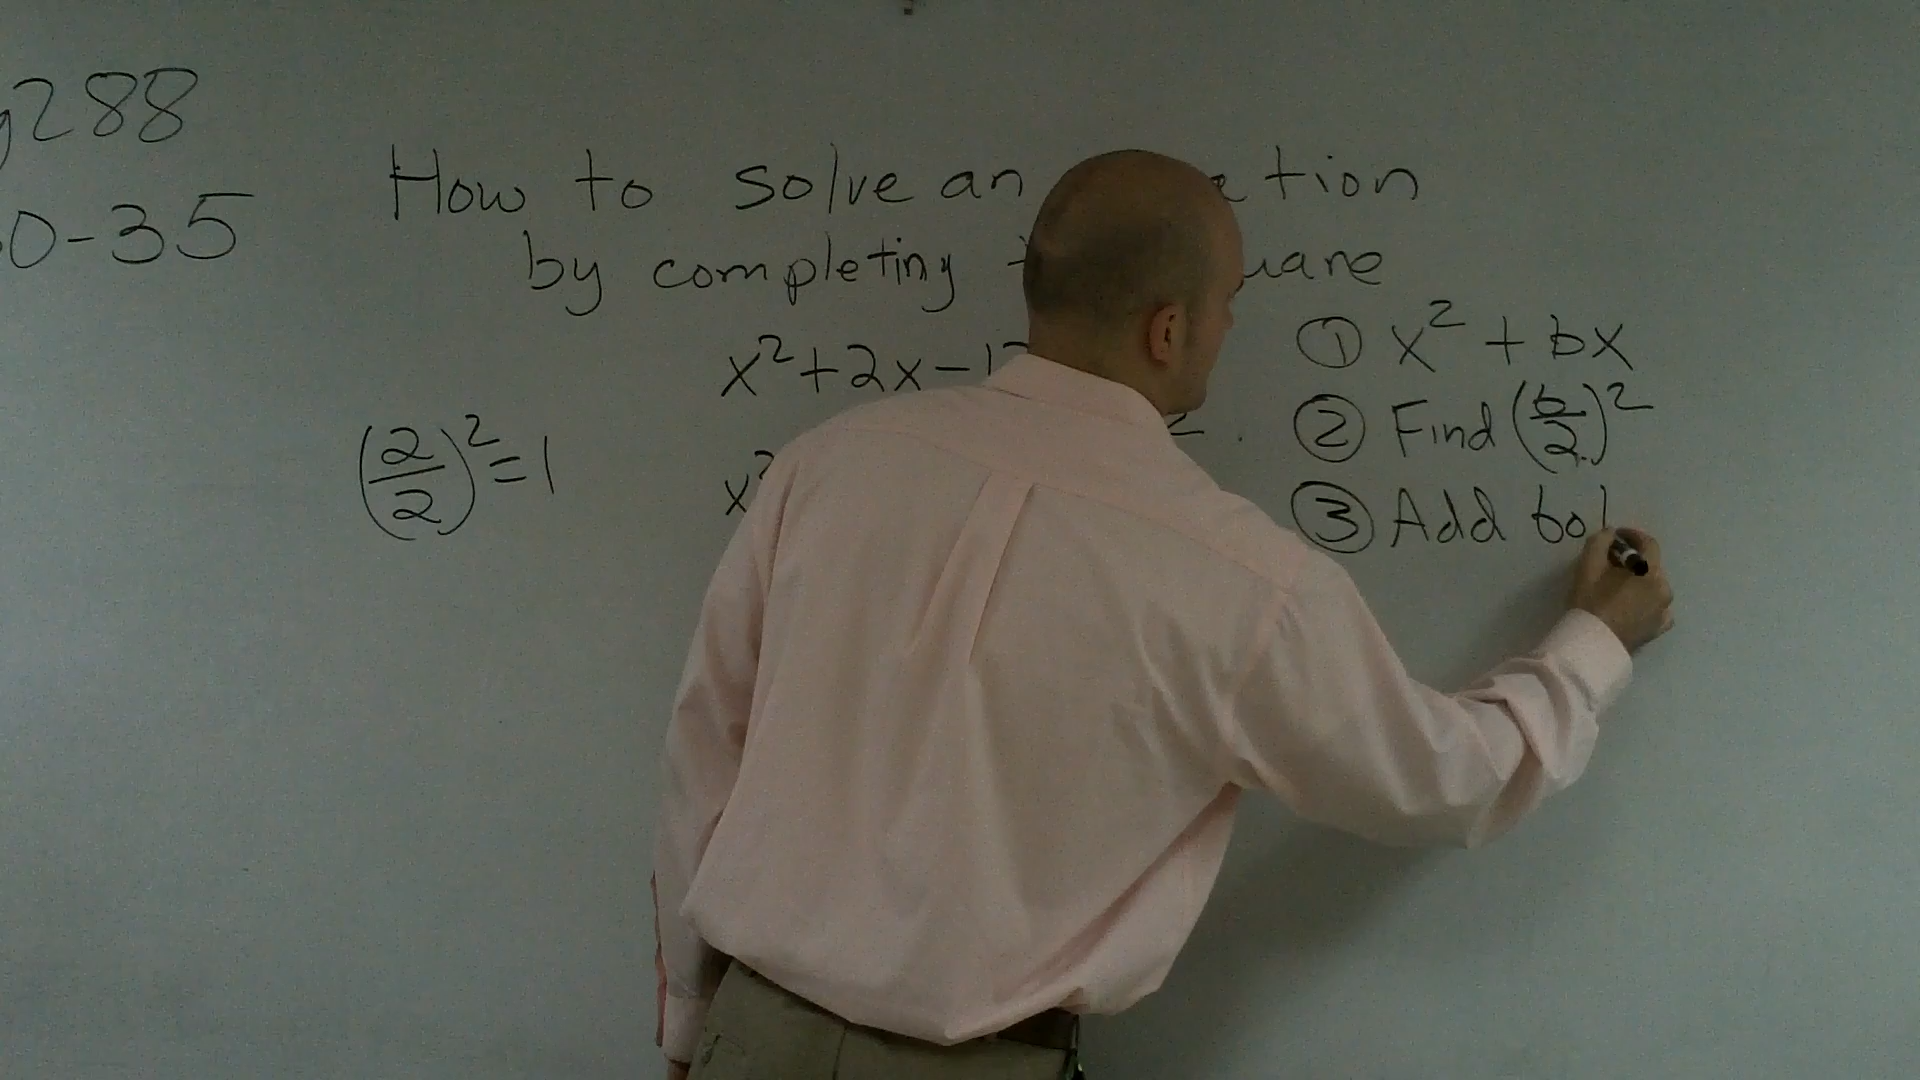 288
0-35
How to solve an tion
by completing uare
x²+2x-1
(2/2)²=1
x²
① x² + bx
② Find (b/2)²
③ Add to